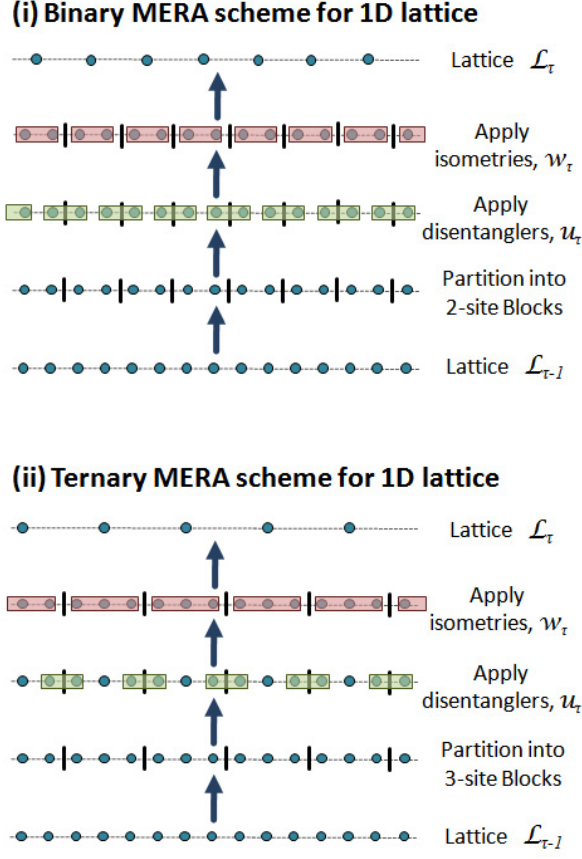 (i) Binary MERA scheme for 1D lattice
Lattice ℒτ
Apply
isometries, wτ
Apply
disentanglers, uτ
Partition into
2-site Blocks
Lattice ℒτ-1
(ii) Ternary MERA scheme for 1D lattice
Lattice ℒτ
Apply
isometries, wτ
Apply
disentanglers, uτ
Partition into
3-site Blocks
Lattice ℒτ-1